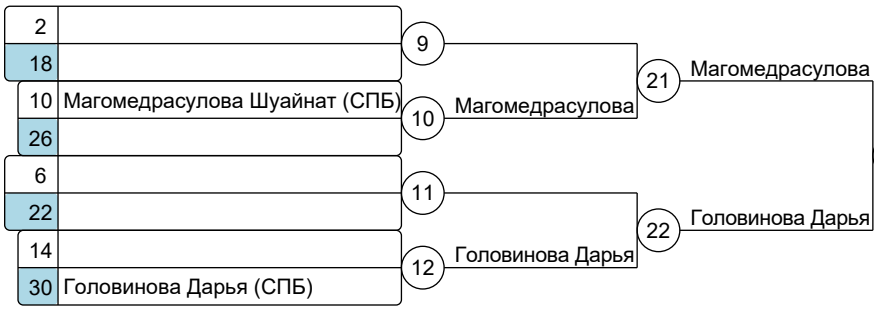 2
9
18
21 Магомедрасулова
10 Магомедрасулова Шуайнат (СПБ)
10 Магомедрасулова
26
6
11
22
22 Головинова Дарья
14
12 Головинова Дарья
30 Головинова Дарья (СПБ)